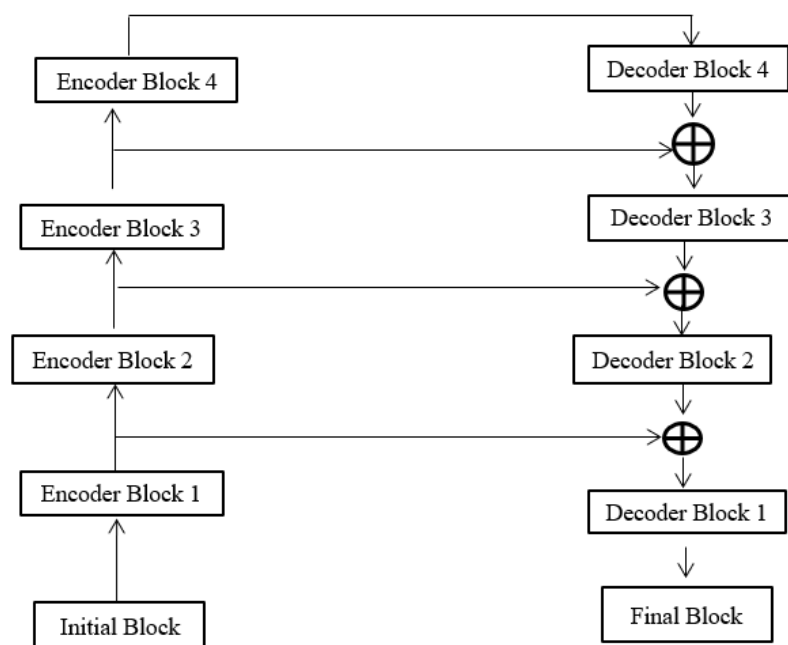 Encoder Block 4
Decoder Block 4
Encoder Block 3
Decoder Block 3
Encoder Block 2
Decoder Block 2
Encoder Block 1
Decoder Block 1
Initial Block
Final Block